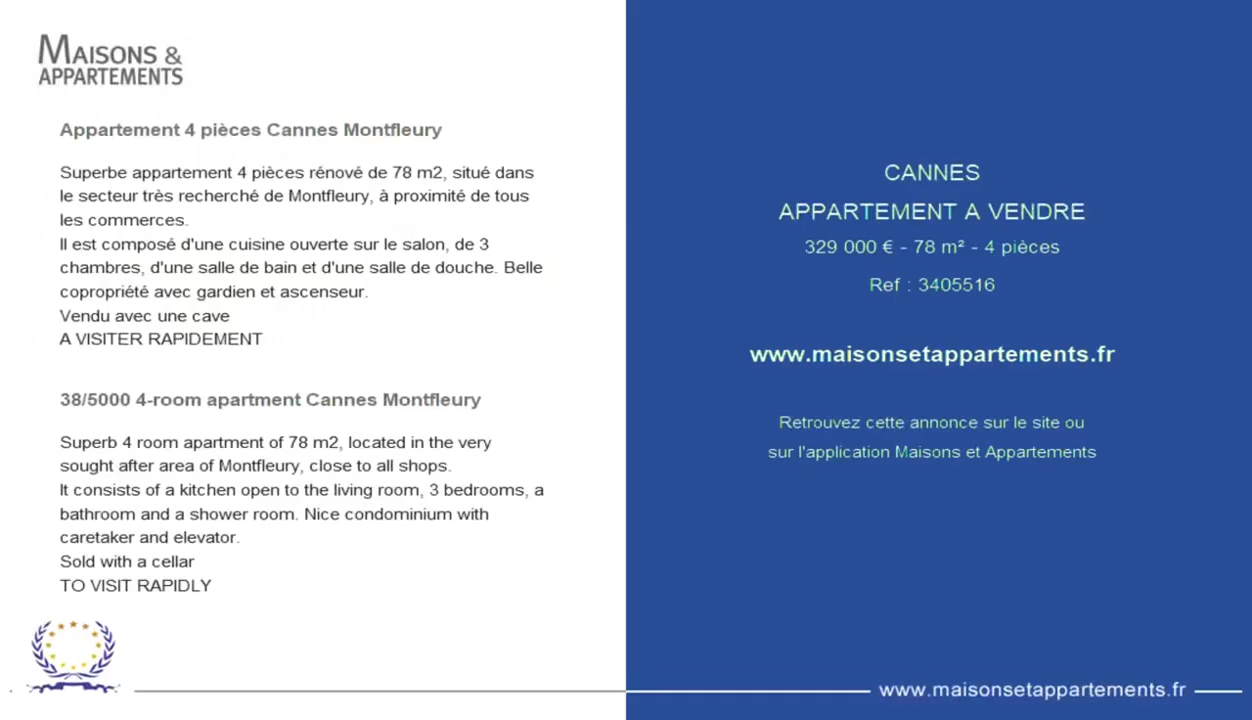 MAISONS &
APPARTEMENTS
Appartement 4 pièces Cannes Montfleury
Superbe appartement 4 pièces rénové de 78 m2, situé dans
le secteur très recherché de Montfleury, à proximité de tous
les commerces.
Il est composé d'une cuisine ouverte sur le salon, de 3
chambres, d'une salle de bain et d'une salle de douche. Belle
copropriété avec gardien et ascenseur.
Vendu avec une cave
A VISITER RAPIDEMENT
38/5000 4-room apartment Cannes Montfleury
Superb 4 room apartment of 78 m2, located in the very
sought after area of Montfleury, close to all shops.
It consists of a kitchen open to the living room, 3 bedrooms, a
bathroom and a shower room. Nice condominium with
caretaker and elevator.
Sold with a cellar
TO VISIT RAPIDLY
CANNES
APPARTEMENT A VENDRE
329 000 € - 78 m² - 4 pièces
Ref : 3405516
www.maisonsetappartements.fr
Retrouvez cette annonce sur le site ou
sur l'application Maisons et Appartements
www.maisonsetappartements.fr